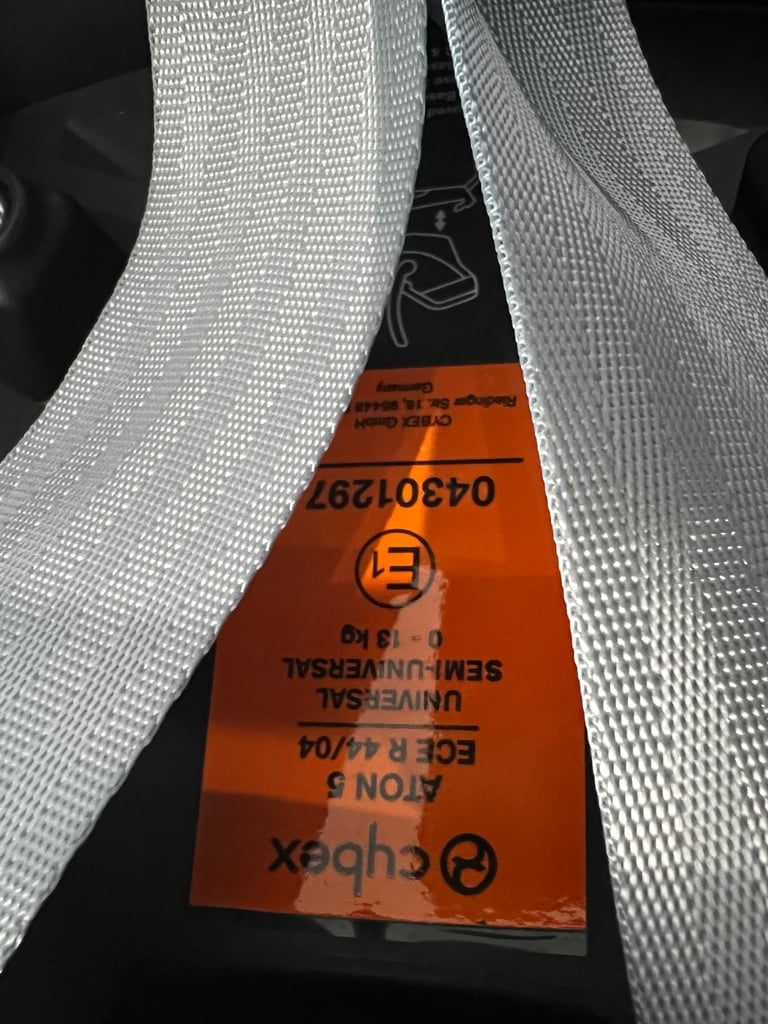 cybex
ATON 5
ECE R 44/04
UNIVERSAL
SEMI-UNIVERSAL
0 - 13 kg
E1
04301297
CYBEX GmbH
Riedinger Str. 18, 95448
Germany